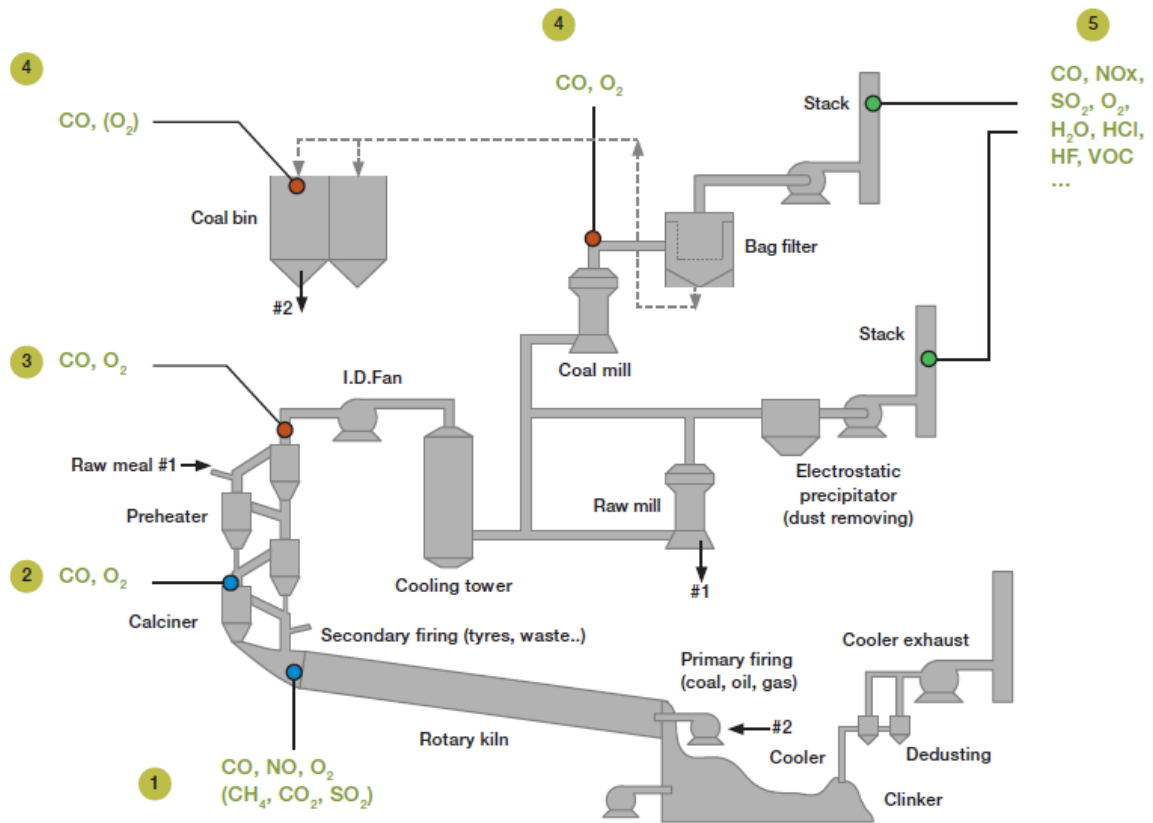 4
CO, (O₂)
4
CO, O₂
5
CO, NOx,
SO₂, O₂,
H₂O, HCl,
HF, VOC
...
Stack
Coal bin
#2
Bag filter
Coal mill
3
CO, O₂
I.D.Fan
Stack
Raw meal #1
Preheater
Raw mill
#1
Electrostatic
precipitator
(dust removing)
2
CO, O₂
Cooling tower
Calciner
Secondary firing (tyres, waste..)
Primary firing
(coal, oil, gas)
#2
Cooler exhaust
Rotary kiln
Cooler
Dedusting
Clinker
1
CO, NO, O₂
(CH₄, CO₂, SO₂)